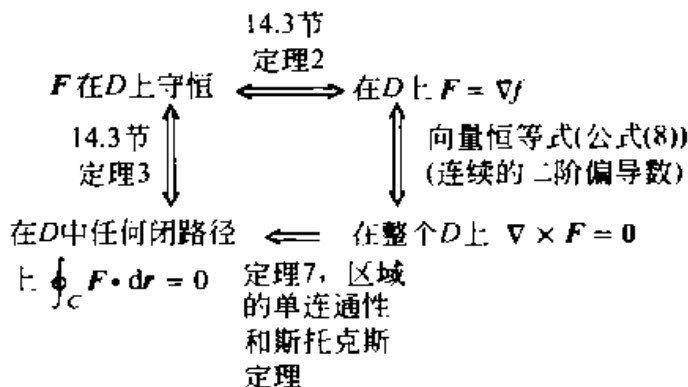 14.3节
定理2
F在D上守恒 ⟺ 在D上 F = ∇f
14.3节
定理3
向量恒等式(公式(8))
(连续的二阶偏导数)
在D中任何闭路径
上 ∮_C F • dr = 0
⟸ 在整个D上 ∇ × F = 0
定理7，区域
的单连通性
和斯托克斯
定理